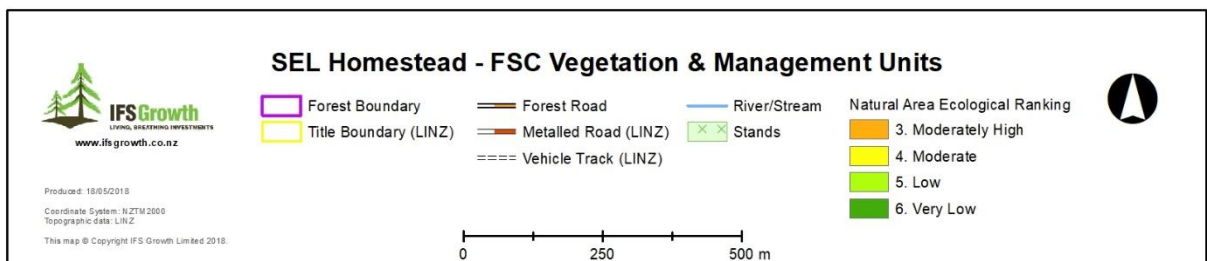 SEL Homestead - FSC Vegetation & Management Units
IFSGrowth
LIVING, BREATHING INVESTMENTS
www.ifsgrowth.co.nz
Produced: 18/05/2018
Coordinate System: NZTM2000
Topographic data: LINZ
This map © Copyright IFS Growth Limited 2018.
Forest Boundary
Title Boundary (LINZ)
Forest Road
Metalled Road (LINZ)
Vehicle Track (LINZ)
River/Stream
Stands
Natural Area Ecological Ranking
3. Moderately High
4. Moderate
5. Low
6. Very Low
0 250 500 m